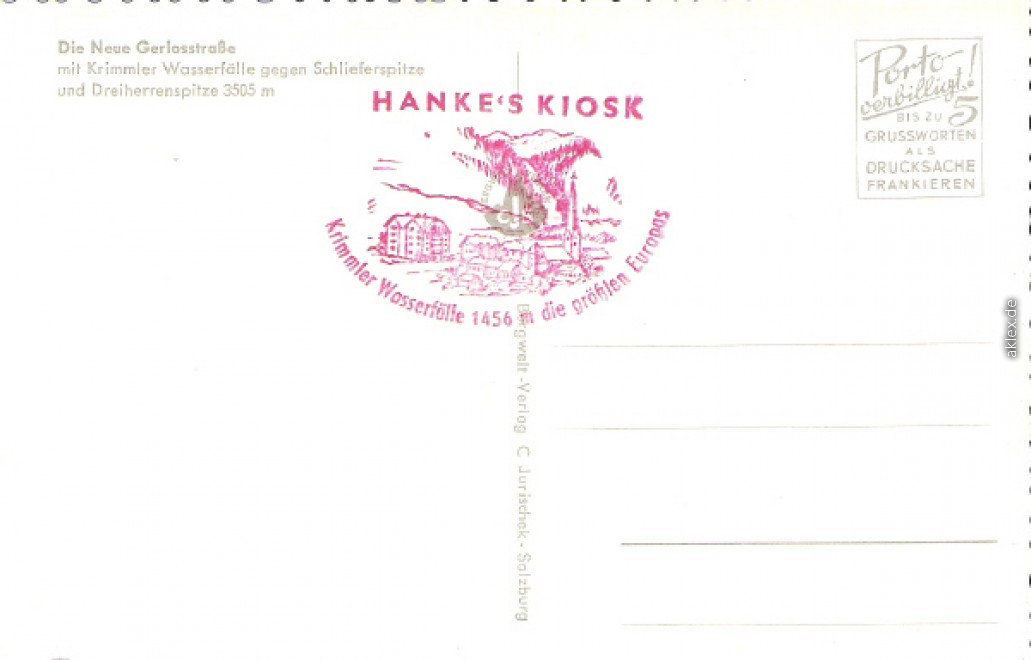 Die Neue Gerlosstraße
mit Krimmler Wasserfälle gegen Schlieferspitze
und Dreiherrenspitze 3505 m
HANKE'S KIOSK
Krimmler Wasserfälle 1456 m die größten Europas
Porto
verbilligt!
BIS ZU 5
GRUSSWORTEN
ALS
DRUCKSACHE
FRANKIEREN
Bergwelt-Verlag C Jurischek - Salzburg
aklex.de